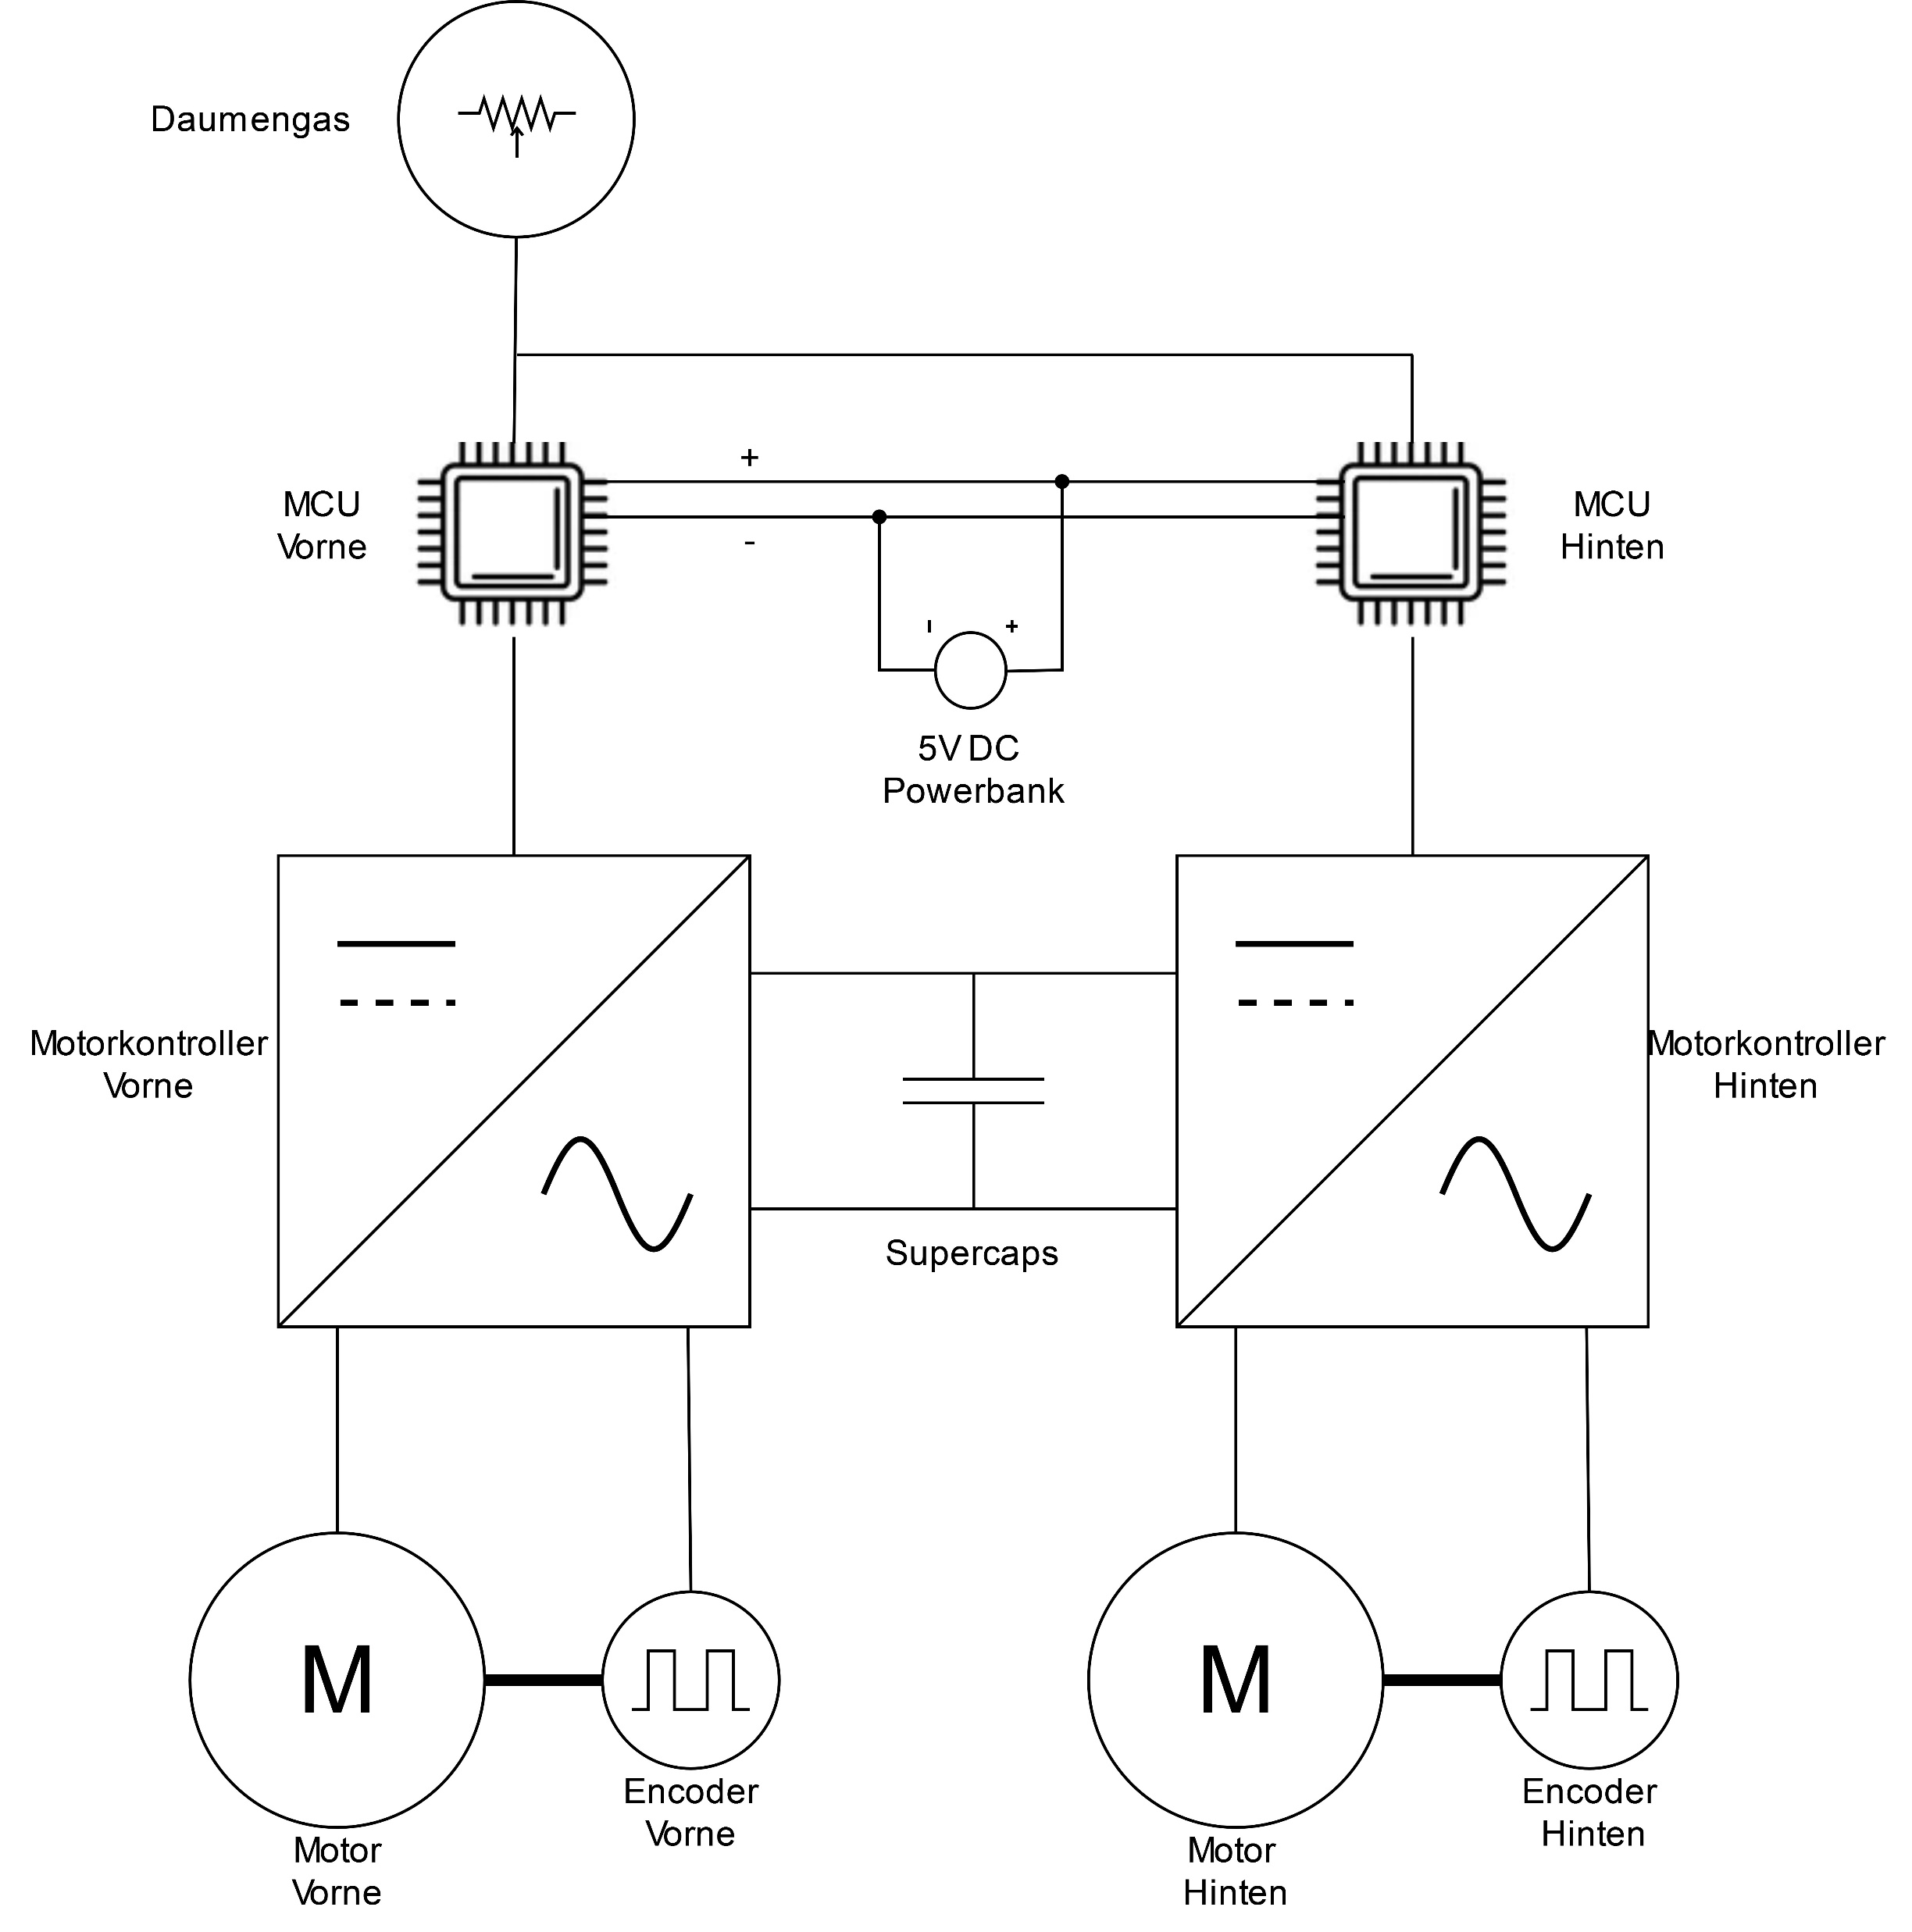 Daumengas
+
MCU
Vorne
MCU
Hinten
-
- +
5V DC
Powerbank
Motorkontroller
Vorne
Motorkontroller
Hinten
Supercaps
M
M
Encoder
Vorne
Encoder
Hinten
Motor
Vorne
Motor
Hinten